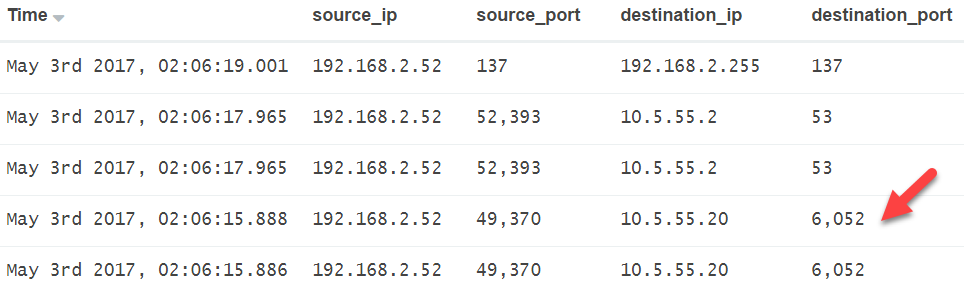 Time source_ip source_port destination_ip destination_port
May 3rd 2017, 02:06:19.001 192.168.2.52 137 192.168.2.255 137
May 3rd 2017, 02:06:17.965 192.168.2.52 52,393 10.5.55.2 53
May 3rd 2017, 02:06:17.965 192.168.2.52 52,393 10.5.55.2 53
May 3rd 2017, 02:06:15.888 192.168.2.52 49,370 10.5.55.20 6,052
May 3rd 2017, 02:06:15.886 192.168.2.52 49,370 10.5.55.20 6,052